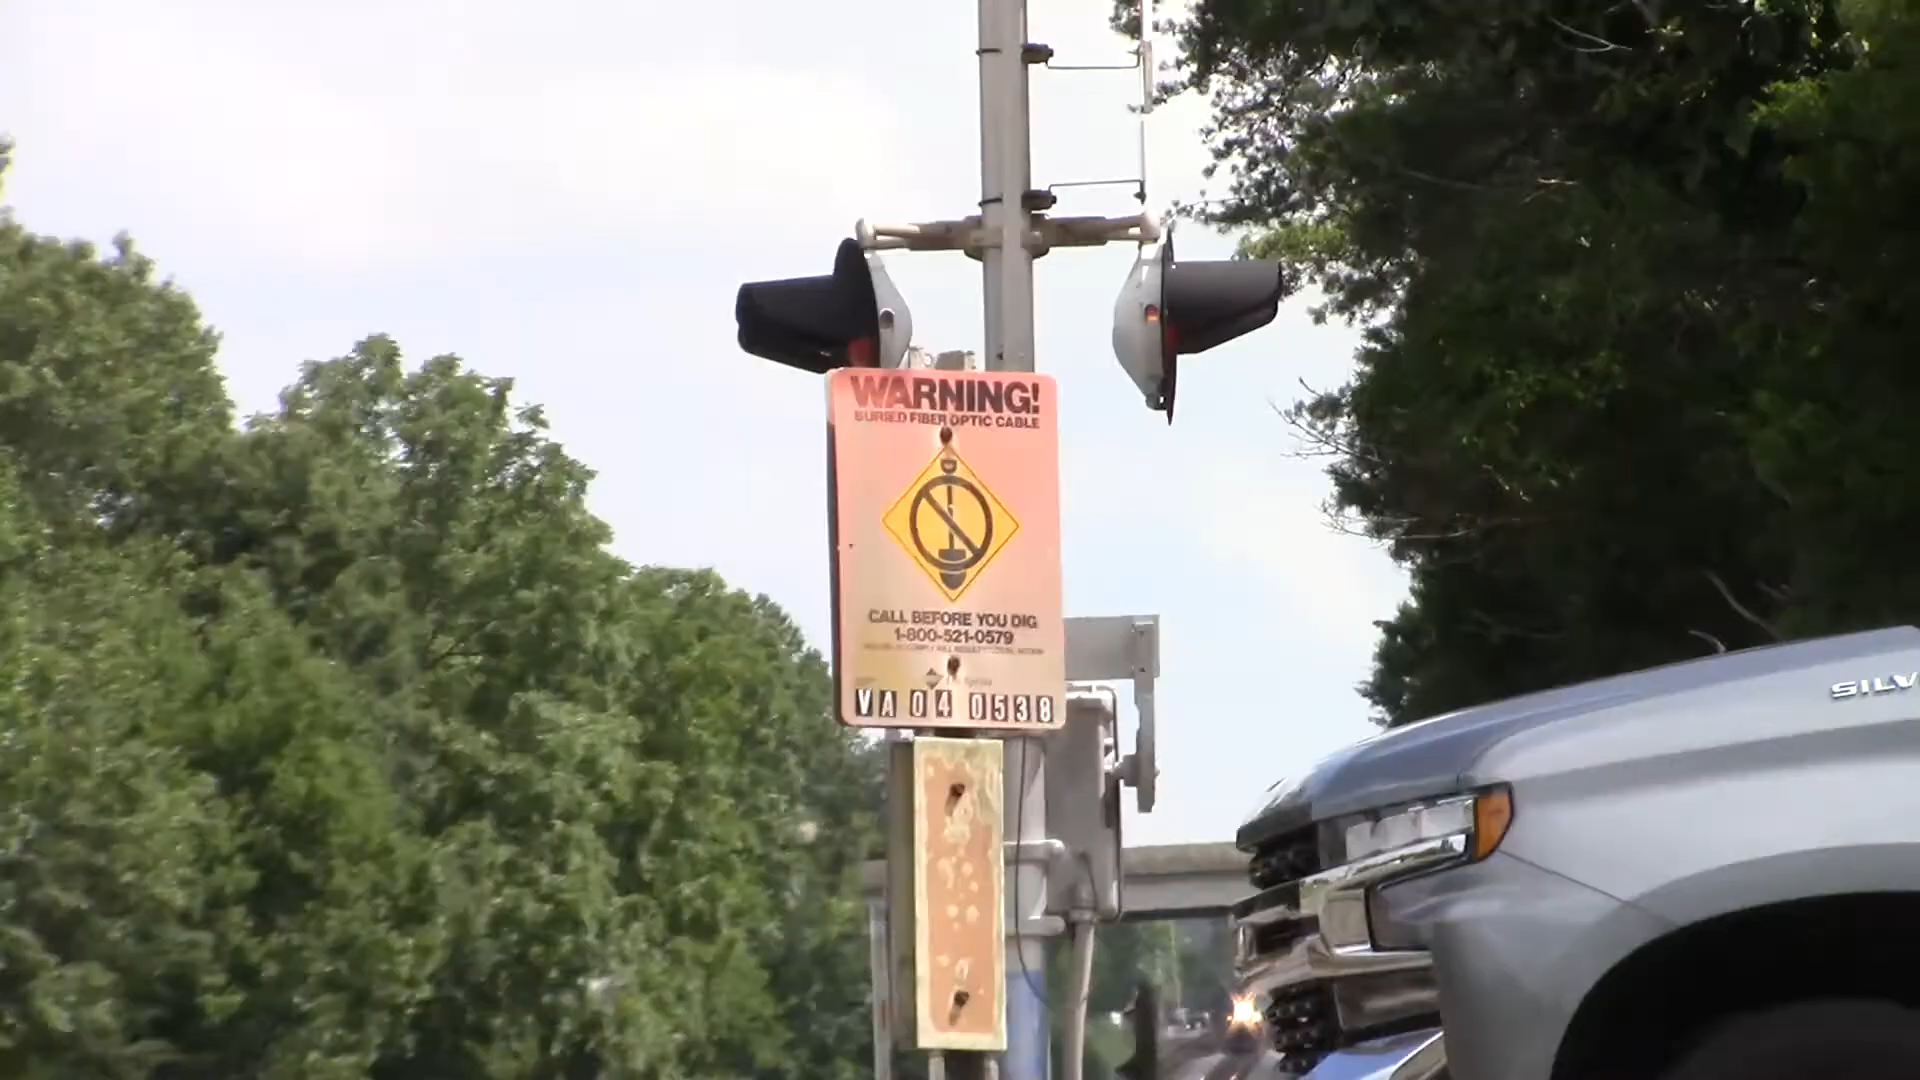 WARNING!
BURIED FIBER OPTIC CABLE
CALL BEFORE YOU DIG
1-800-521-0579
VA 04 0538
SILV